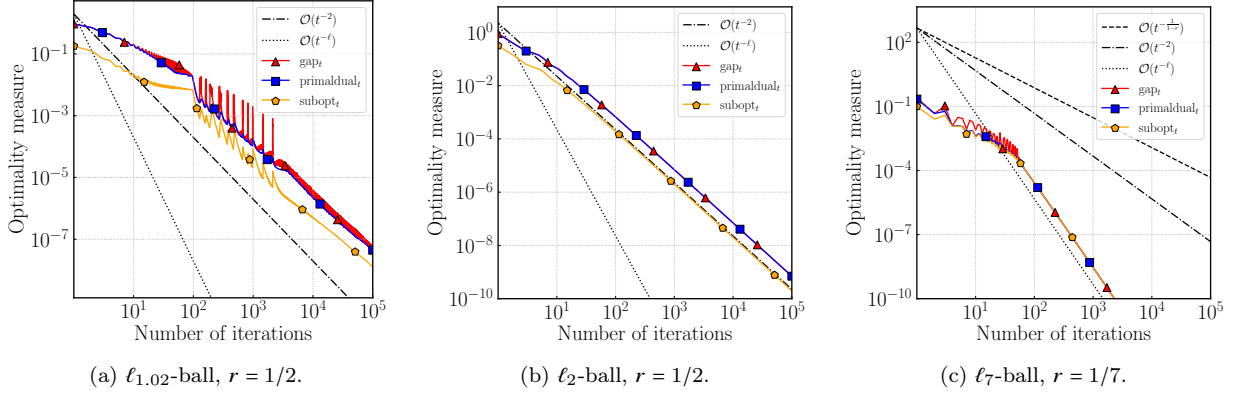 10^{-1}
10^{-3}
10^{-5}
10^{-7}
Optimality measure
10^1
10^2
10^3
10^4
10^5
Number of iterations
O(t^{-2})
O(t^{-ℓ})
gap_t
primaldual_t
subopt_t
(a) ℓ_{1.02}-ball, r = 1/2.
10^0
10^{-2}
10^{-4}
10^{-6}
10^{-8}
10^{-10}
Optimality measure
10^1
10^2
10^3
10^4
10^5
Number of iterations
O(t^{-2})
O(t^{-ℓ})
gap_t
primaldual_t
subopt_t
(b) ℓ_2-ball, r = 1/2.
10^2
10^{-1}
10^{-4}
10^{-7}
10^{-10}
Optimality measure
10^1
10^2
10^3
10^4
10^5
Number of iterations
O(t^{-\frac{1}{1-r}})
O(t^{-2})
O(t^{-ℓ})
gap_t
primaldual_t
subopt_t
(c) ℓ_7-ball, r = 1/7.